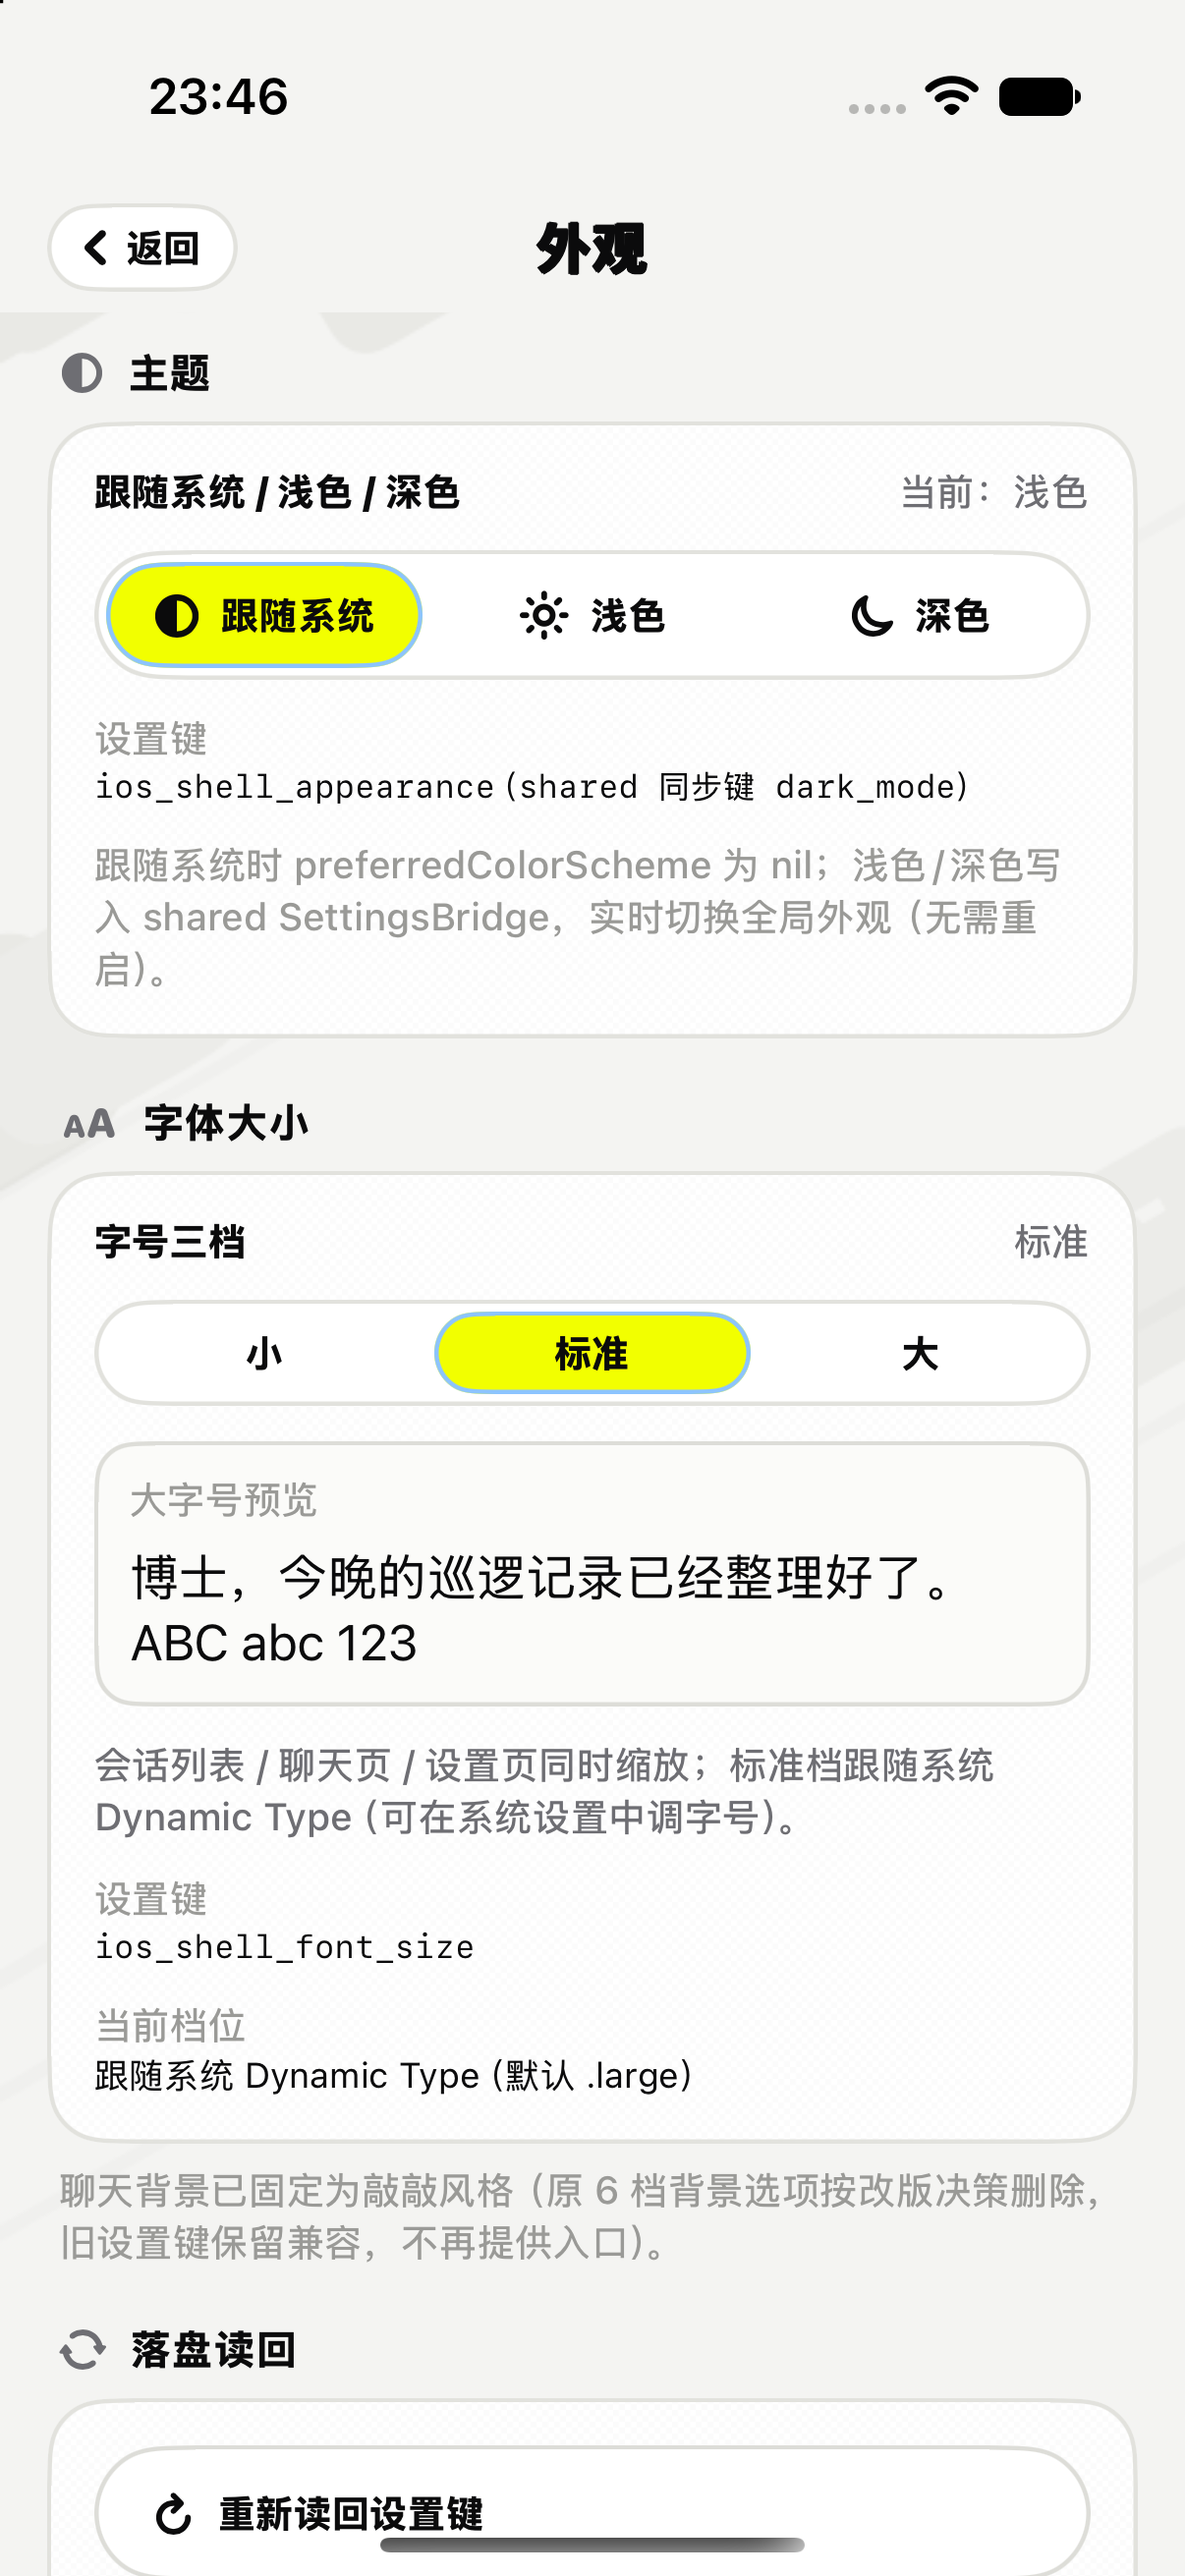 23:46
返回
外观
主题
跟随系统 / 浅色 / 深色
当前：浅色
跟随系统
浅色
深色
设置键
ios_shell_appearance（shared 同步键 dark_mode）
跟随系统时 preferredColorScheme 为 nil；浅色/深色写
入 shared SettingsBridge，实时切换全局外观（无需重
启）。
AA 字体大小
字号三档
标准
小
标准
大
大字号预览
博士，今晚的巡逻记录已经整理好了。
ABC abc 123
会话列表 / 聊天页 / 设置页同时缩放；标准档跟随系统
Dynamic Type（可在系统设置中调字号）。
设置键
ios_shell_font_size
当前档位
跟随系统 Dynamic Type（默认 .large）
聊天背景已固定为敲敲风格（原 6 档背景选项按改版决策删除，
旧设置键保留兼容，不再提供入口）。
落盘读回
重新读回设置键